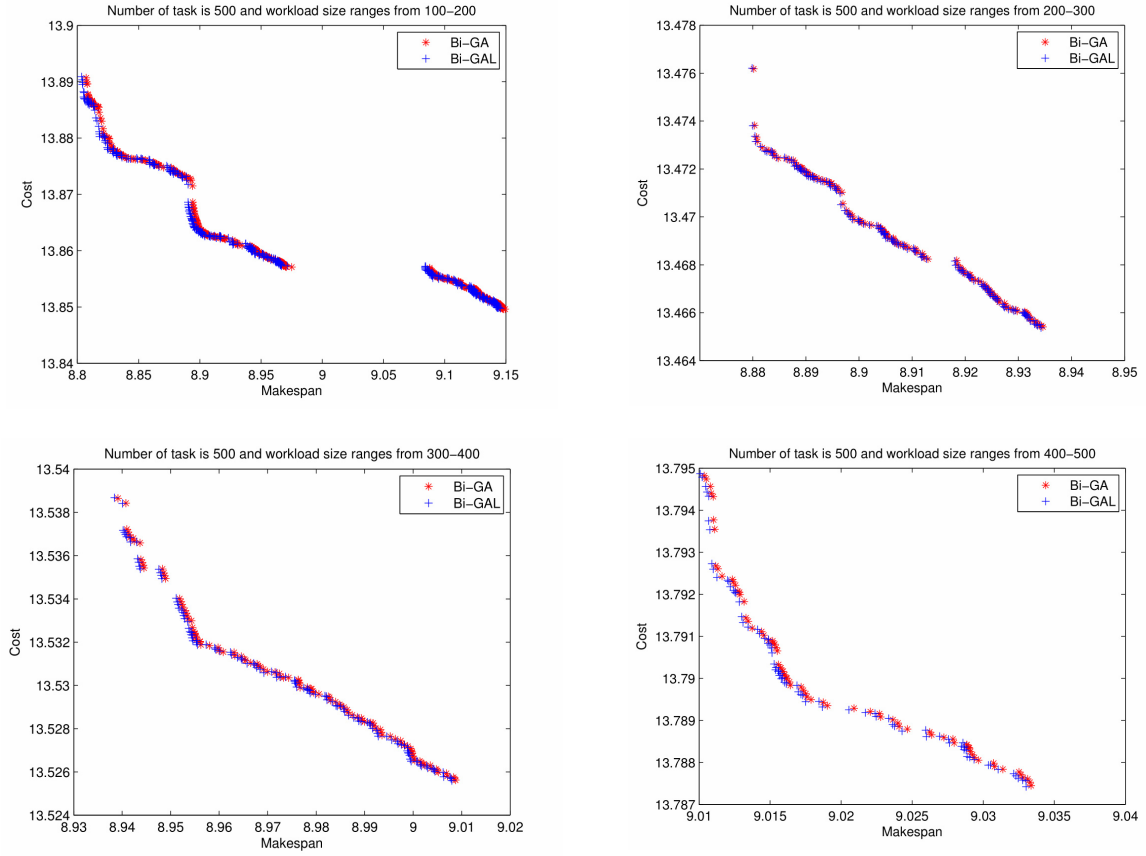 Number of task is 500 and workload size ranges from 100−200
13.9
13.89
13.88
13.87
13.86
13.85
13.84
Cost
Bi−GA
Bi−GAL
8.8 8.85 8.9 8.95 9 9.05 9.1 9.15
Makespan
Number of task is 500 and workload size ranges from 200−300
13.478
13.476
13.474
13.472
13.47
13.468
13.466
13.464
Cost
Bi−GA
Bi−GAL
8.88 8.89 8.9 8.91 8.92 8.93 8.94 8.95
Makespan
Number of task is 500 and workload size ranges from 300−400
13.54
13.538
13.536
13.534
13.532
13.53
13.528
13.526
13.524
Cost
Bi−GA
Bi−GAL
8.93 8.94 8.95 8.96 8.97 8.98 8.99 9 9.01 9.02
Makespan
Number of task is 500 and workload size ranges from 400−500
13.795
13.794
13.793
13.792
13.791
13.79
13.789
13.788
13.787
Cost
Bi−GA
Bi−GAL
9.01 9.015 9.02 9.025 9.03 9.035 9.04
Makespan